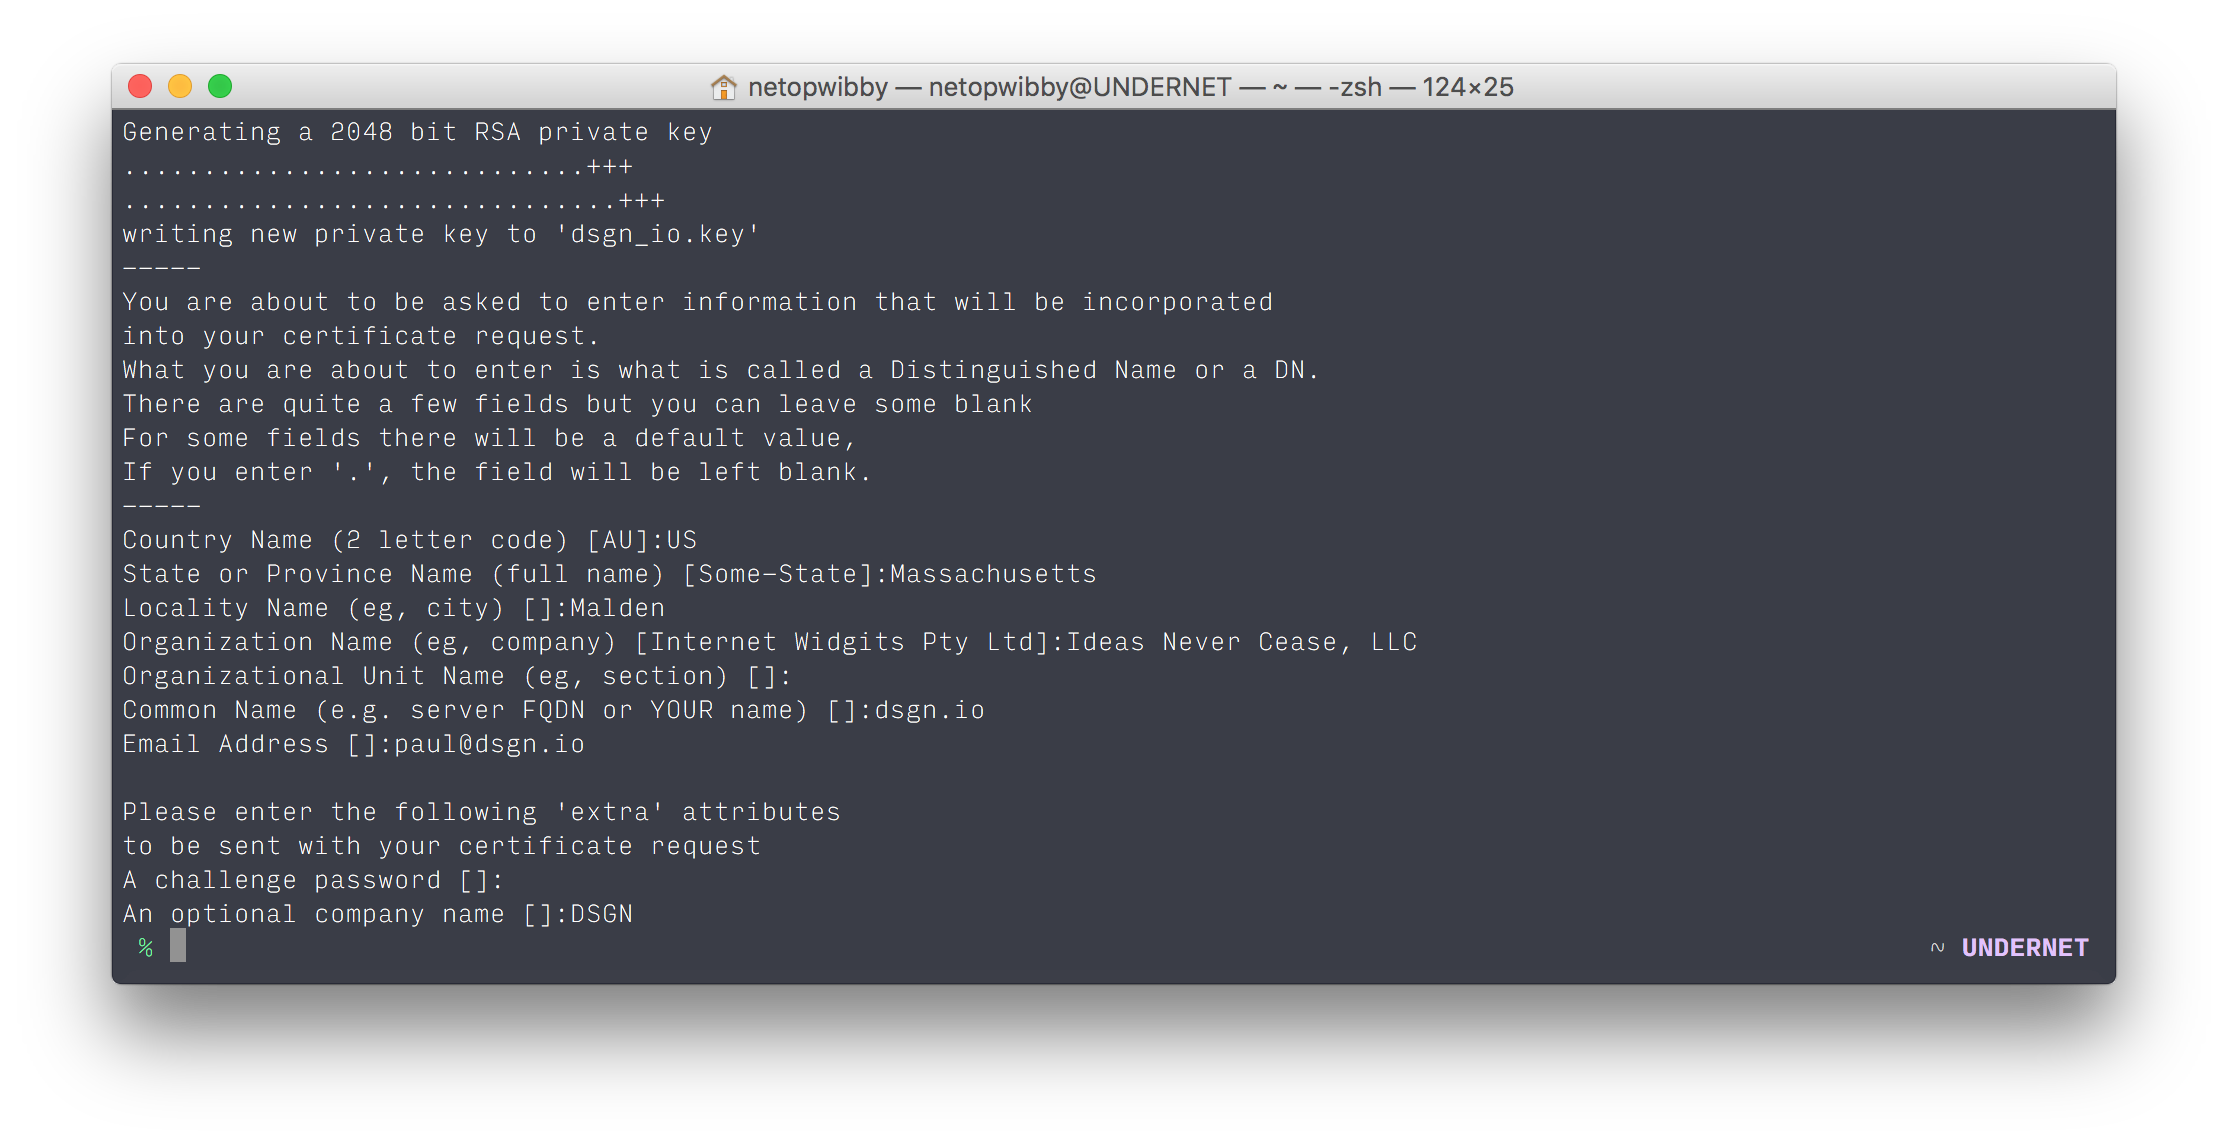 netopwibby — netopwibby@UNDERNET — ~ — -zsh — 124×25
Generating a 2048 bit RSA private key
.............................+++
...............................+++
writing new private key to 'dsgn_io.key'
-----
You are about to be asked to enter information that will be incorporated
into your certificate request.
What you are about to enter is what is called a Distinguished Name or a DN.
There are quite a few fields but you can leave some blank
For some fields there will be a default value,
If you enter '.', the field will be left blank.
-----
Country Name (2 letter code) [AU]:US
State or Province Name (full name) [Some-State]:Massachusetts
Locality Name (eg, city) []:Malden
Organization Name (eg, company) [Internet Widgits Pty Ltd]:Ideas Never Cease, LLC
Organizational Unit Name (eg, section) []:
Common Name (e.g. server FQDN or YOUR name) []:dsgn.io
Email Address []:paul@dsgn.io

Please enter the following 'extra' attributes
to be sent with your certificate request
A challenge password []:
An optional company name []:DSGN
% ~ UNDERNET